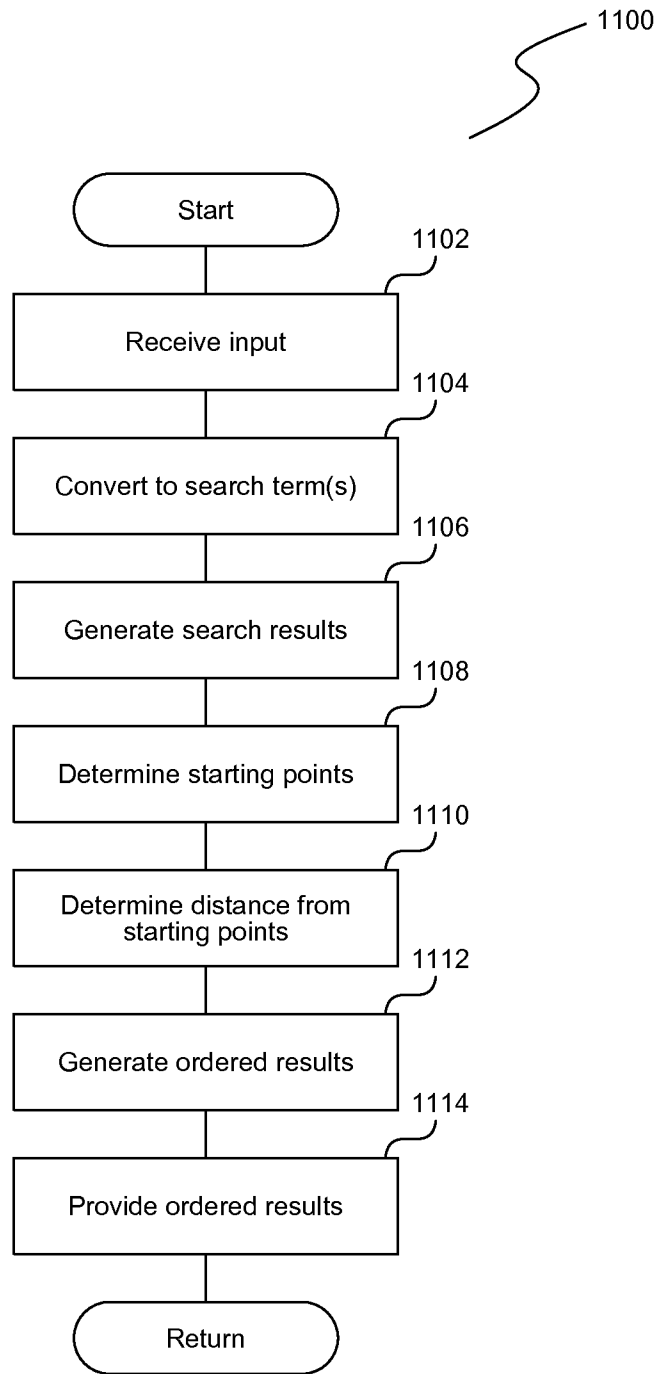 1100
Start
1102
Receive input
1104
Convert to search term(s)
1106
Generate search results
1108
Determine starting points
1110
Determine distance from
starting points
1112
Generate ordered results
1114
Provide ordered results
Return